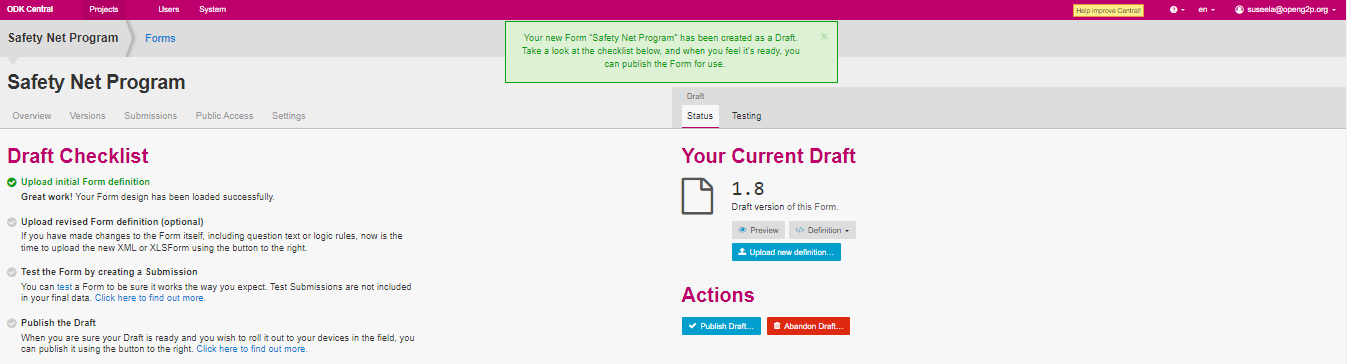 ODK Central Projects Users System Help improve Central! en suseela@openg2p.org
Safety Net Program Forms
Your new Form "Safety Net Program" has been created as a Draft.
Take a look at the checklist below, and when you feel it's ready, you
can publish the Form for use.
×
Safety Net Program
Draft
Overview Versions Submissions Public Access Settings
Status Testing
Draft Checklist
Upload initial Form definition
Great work! Your Form design has been loaded successfully.
Upload revised Form definition (optional)
If you have made changes to the Form itself, including question text or logic rules, now is the
time to upload the new XML or XLSForm using the button to the right.
Test the Form by creating a Submission
You can test a Form to be sure it works the way you expect. Test Submissions are not included
in your final data. Click here to find out more.
Publish the Draft
When you are sure your Draft is ready and you wish to roll it out to your devices in the field, you
can publish it using the button to the right. Click here to find out more.
Your Current Draft
1.8
Draft version of this Form.
Preview </> Definition
Upload new definition...
Actions
Publish Draft... Abandon Draft...